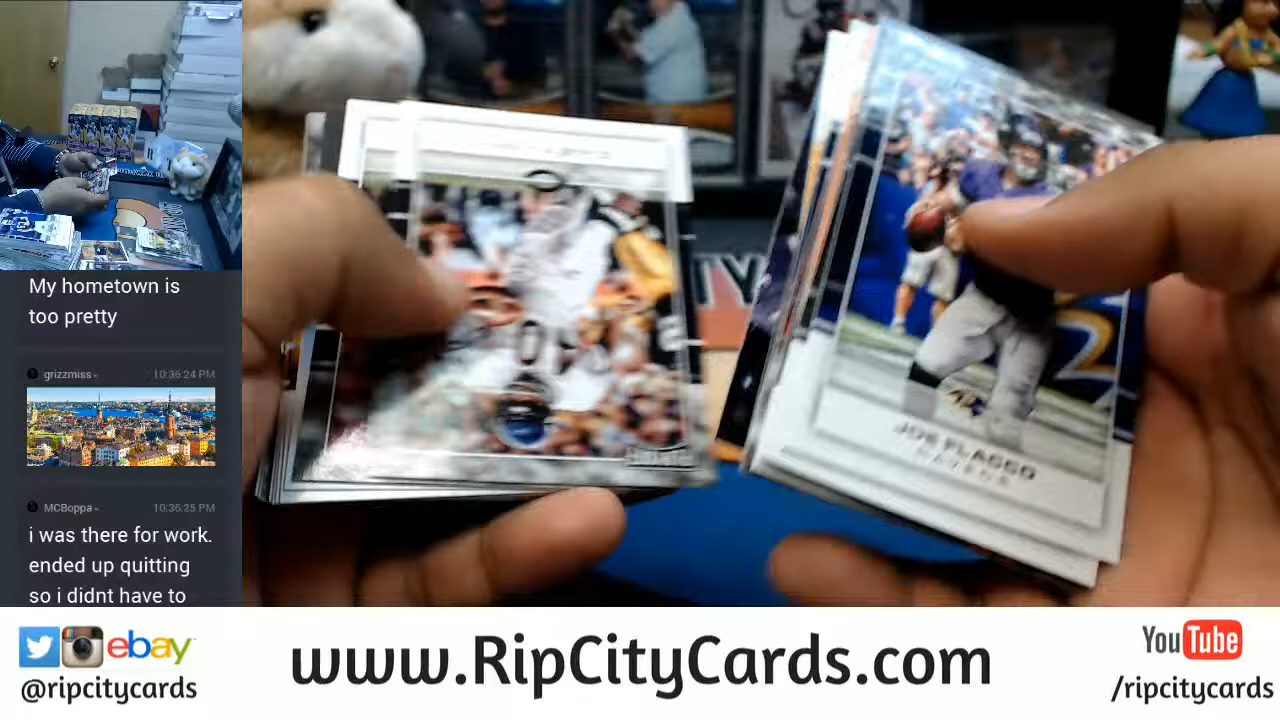 My hometown is
too pretty
grizzmiss
10:36:24 PM
MCBoppa
10:36:25 PM
i was there for work.
ended up quitting
so i didnt have to
JOE FLACCO
RAVENS
ebay
@ripcitycards
www.RipCityCards.com
YouTube
/ripcitycards